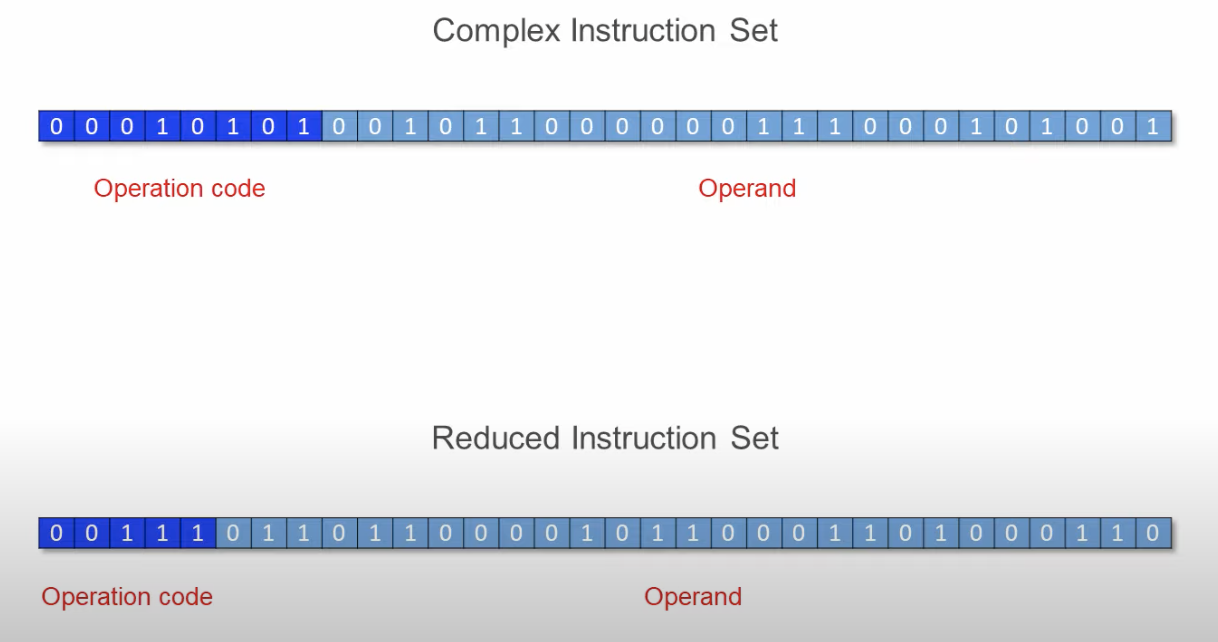 Complex Instruction Set
0 0 0 1 0 1 0 1 0 0 1 0 1 1 0 0 0 0 0 0 1 1 1 0 0 0 1 0 1 0 0 1
Operation code Operand
Reduced Instruction Set
0 0 1 1 1 0 1 1 0 1 1 0 0 0 0 1 0 1 1 0 0 0 1 1 0 1 0 0 0 1 1 0
Operation code Operand